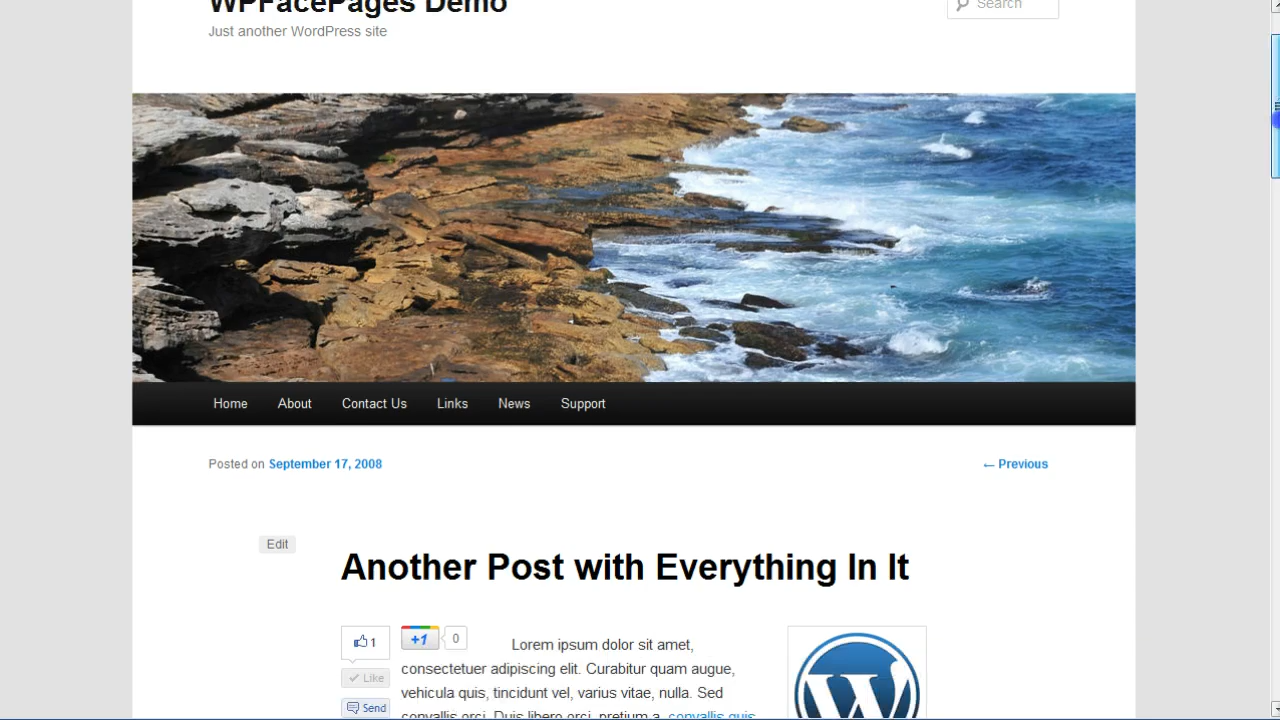 WPFacePages Demo
Search
Just another WordPress site
Home About Contact Us Links News Support
Posted on September 17, 2008
← Previous
Edit
Another Post with Everything In It
1
+1 0
Like
Send
Lorem ipsum dolor sit amet,
consectetuer adipiscing elit. Curabitur quam augue,
vehicula quis, tincidunt vel, varius vitae, nulla. Sed
convallis orci. Duis libero orci, pretium a, convallis quis